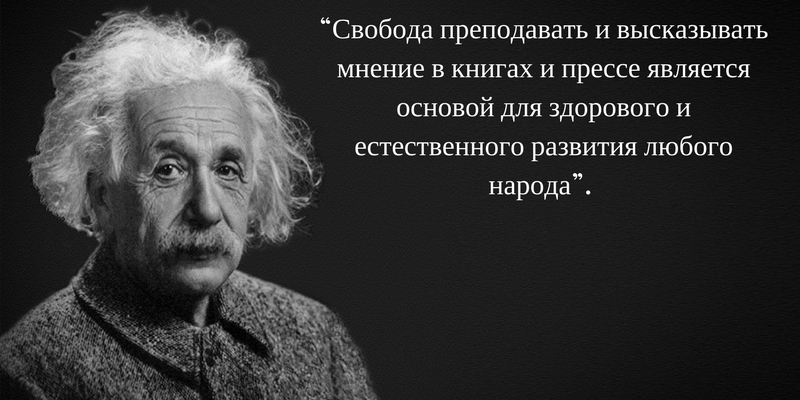 “Свобода преподавать и высказывать
мнение в книгах и прессе является
основой для здорового и
естественного развития любого
народа”.